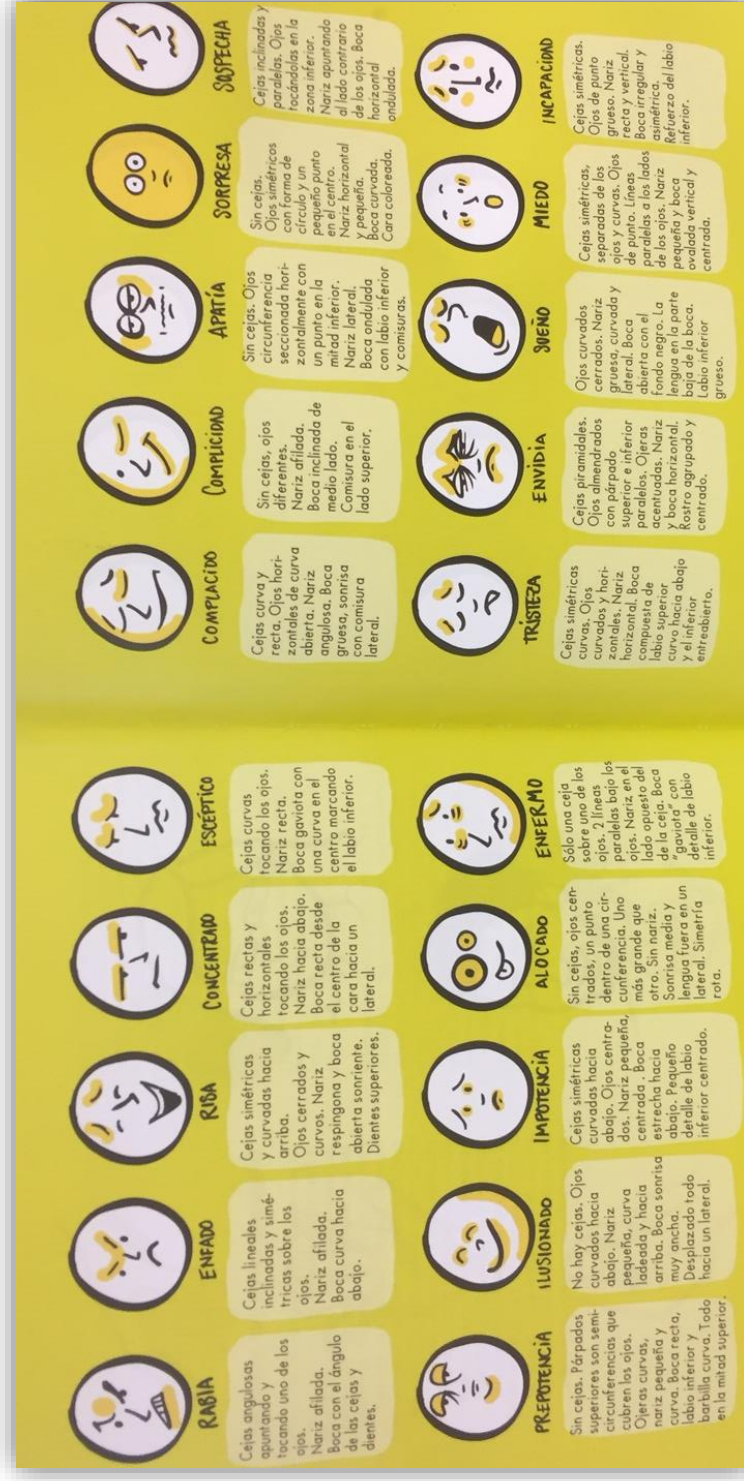 RABIA
Cejas angulosas
apuntando y
tocando uno de los
ojos.
Nariz afilada.
Boca con el ángulo
de las cejas y
dientes.
ENFADO
Cejas lineales
inclinadas y simé-
tricas sobre los
ojos.
Nariz afilada.
Boca curva hacia
abajo.
RISA
Cejas simétricas
y curvadas hacia
arriba.
Ojos cerrados y
curvos. Nariz
respingona y boca
abierta sonriente.
Dientes superiores.
CONCENTRADO
Cejas rectas y
horizontales
tocando los ojos.
Nariz hacia abajo.
Boca recta desde
el centro de la
cara hacia un
lateral.
ESCÉPTICO
Cejas curvas
tocando los ojos.
Nariz recta.
Boca gaviota con
una curva en el
centro marcando
el labio inferior.
COMPLACIDO
Cejas curva y
recta. Ojos hori-
zontales de curva
abierta. Nariz
angulosa. Boca
gruesa, sonrisa
con comisura
lateral.
COMPLICIDAD
Sin cejas, ojos
diferentes.
Nariz afilada.
Boca inclinada de
medio lado.
Comisura en el
lado superior.
APATÍA
Sin cejas. Ojos
circunferencia
seccionada hori-
zontalmente con
un punto en la
mitad inferior.
Nariz lateral.
Boca ondulada
con labio inferior
y comisuras.
SORPRESA
Sin cejas.
Ojos simétricos
con forma de
círculo y un
pequeño punto
en el centro.
Nariz horizontal
y pequeña.
Boca curvada.
Cara coloreada.
SOSPECHA
Cejas inclinadas y
paralelas. Ojos
tocándolas en la
zona inferior.
Nariz apuntando
al lado contrario
de los ojos. Boca
horizontal
ondulada.
PREPOTENCIA
Sin cejas. Párpados
superiores son semi-
circunferencias que
cubren los ojos.
Ojeras curvas,
nariz pequeña y
curva. Boca recta,
labio inferior y
barbilla curva. Todo
en la mitad superior.
ILUSIONADO
No hay cejas. Ojos
curvados hacia
abajo. Nariz
pequeña, curva
ladeada y hacia
arriba. Boca sonrisa
muy ancha.
Desplazado todo
hacia un lateral.
IMPOTENCIA
Cejas simétricas
curvadas hacia
abajo. Ojos centra-
dos. Nariz pequeña,
centrada . Boca
estrecha hacia
abajo. Pequeño
detalle de labio
inferior centrado.
ALOCADO
Sin cejas, ojos cen-
trados, un punto
dentro de una cir-
cunferencia. Uno
más grande que
otro. Sin nariz.
Sonrisa media y
lengua fuera en un
lateral. Simetría
rota.
ENFERMO
Sólo una ceja
sobre uno de los
ojos. 2 líneas
paralelas bajo los
ojos. Nariz en el
lado opuesto del
de la ceja. Boca
"gaviota" con
detalle de labio
inferior.
TRISTEZA
Cejas simétricas
curvas. Ojos
curvados y hori-
zontales. Nariz
horizontal. Boca
compuesta de
labio superior
curvo hacia abajo
y el inferior
entreabierto.
ENVIDIA
Cejas piramidales.
Ojos almendrados
con párpado
superior e inferior
paralelos. Ojeras
acentuadas. Nariz
y boca horizontal.
Rostro agrupado y
centrado.
SUEÑO
Ojos curvados
cerrados. Nariz
gruesa, curvada y
lateral. Boca
abierta con el
fondo negro. La
lengua en la parte
baja de la boca.
Labio inferior
grueso.
MIEDO
Cejas simétricas,
separadas de los
ojos y curvas. Ojos
de punto. Líneas
paralelas a los lados
de los ojos. Nariz
pequeña y boca
ovalada vertical y
centrada.
INCAPACIDAD
Cejas simétricas.
Ojos de punto
grueso. Nariz
recta y vertical.
Boca irregular y
asimétrica.
Refuerzo del labio
inferior.